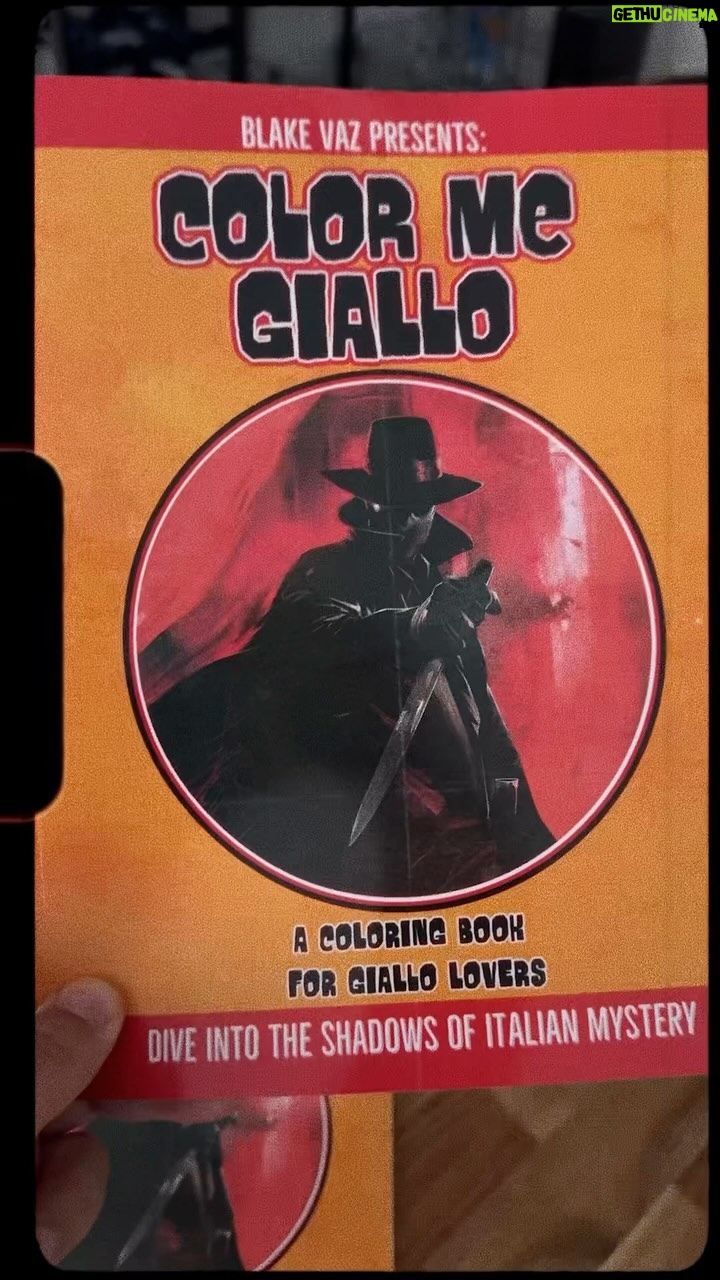 GETHUCINEMA
BLAKE VAZ PRESENTS:
COLOR Me
GIALLO
A COLORING BOOK
FOR GIALLO LOVERS
DIVE INTO THE SHADOWS OF ITALIAN MYSTERY